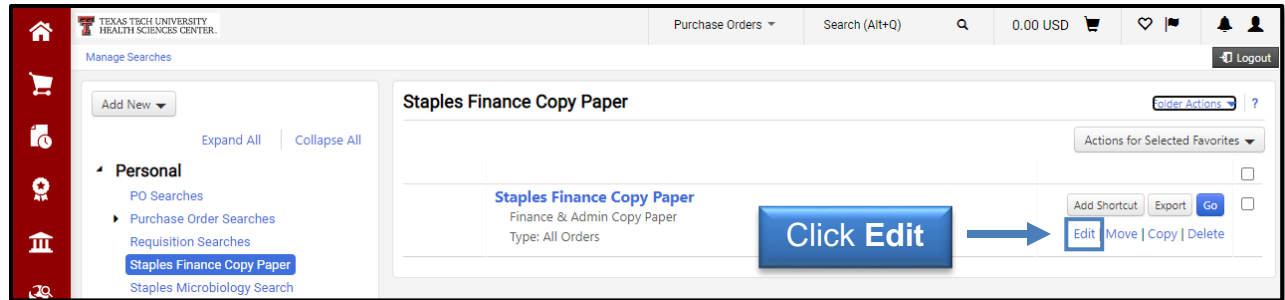 TEXAS TECH UNIVERSITY
HEALTH SCIENCES CENTER.
Purchase Orders
Search (Alt+Q)
0.00 USD
Manage Searches
Logout
Add New
Expand All | Collapse All
Personal
PO Searches
Purchase Order Searches
Requisition Searches
Staples Finance Copy Paper
Staples Microbiology Search
Staples Finance Copy Paper
Folder Actions
?
Actions for Selected Favorites
Staples Finance Copy Paper
Finance & Admin Copy Paper
Type: All Orders
Click Edit
Add Shortcut Export Go
Edit | Move | Copy | Delete